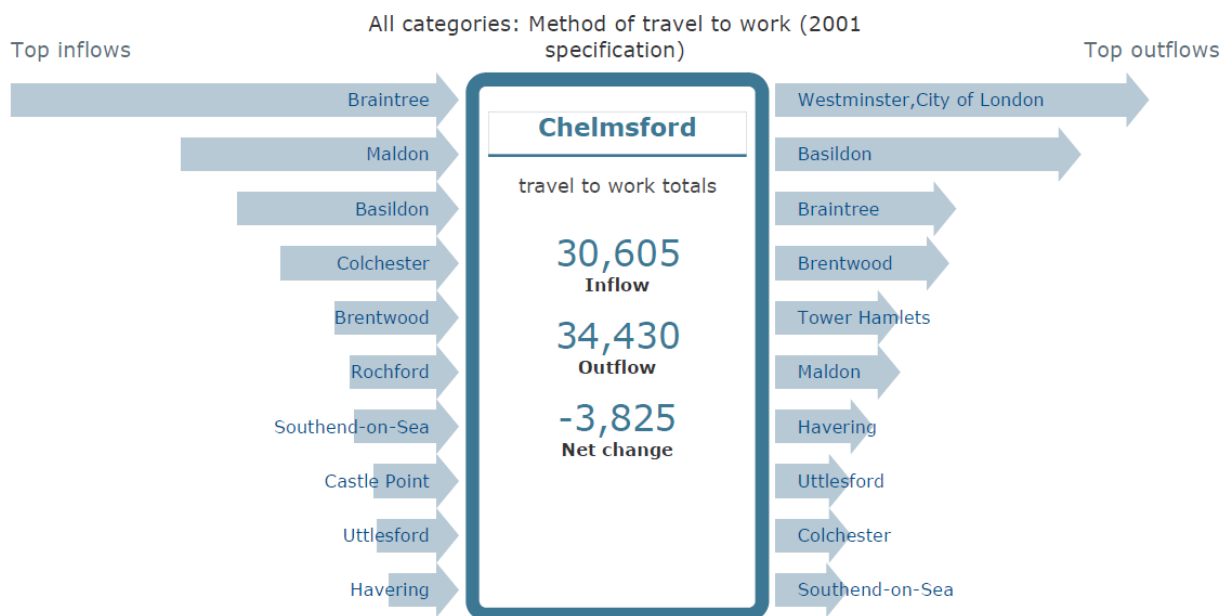 All categories: Method of travel to work (2001
specification)
Top inflows
Top outflows
Braintree
Maldon
Basildon
Colchester
Brentwood
Rochford
Southend-on-Sea
Castle Point
Uttlesford
Havering
Chelmsford
travel to work totals
30,605
Inflow
34,430
Outflow
-3,825
Net change
Westminster,City of London
Basildon
Braintree
Brentwood
Tower Hamlets
Maldon
Havering
Uttlesford
Colchester
Southend-on-Sea